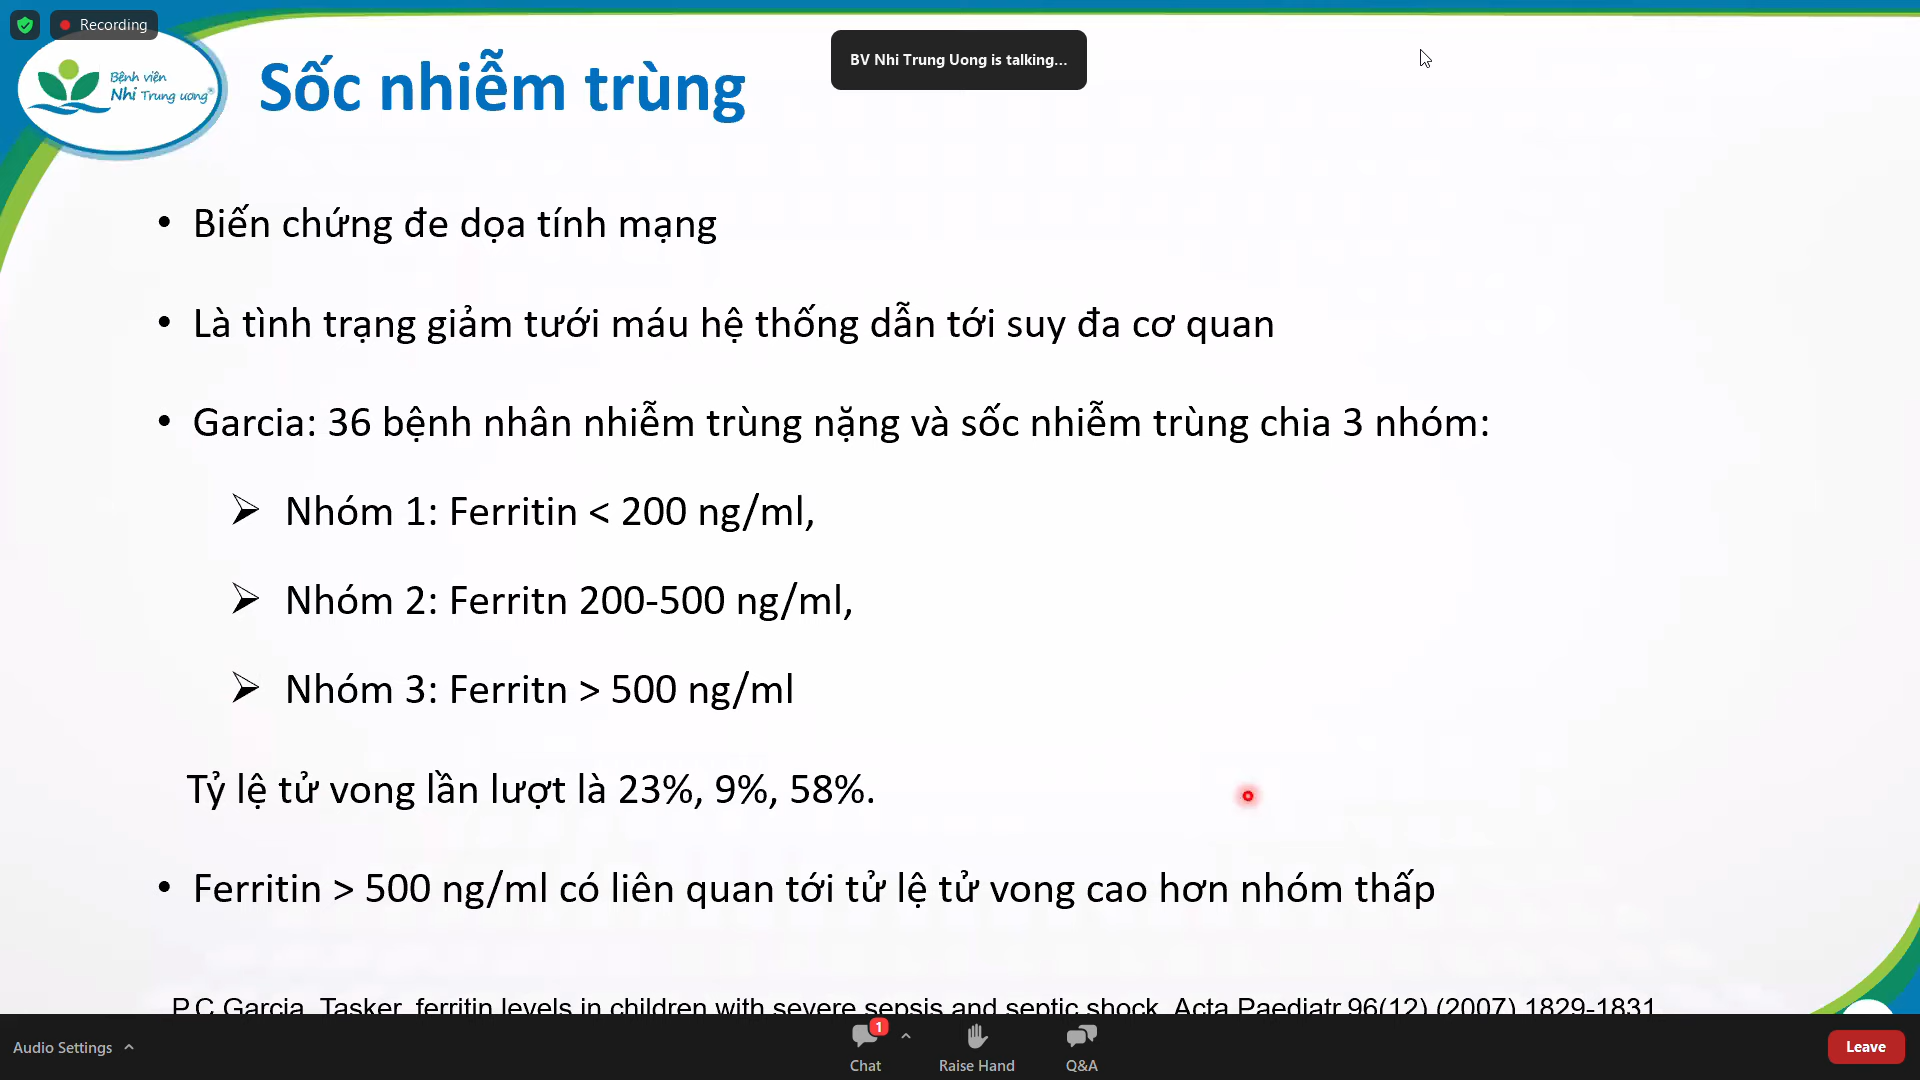 Recording
BV Nhi Trung Uong is talking...
Bệnh viện
Nhi Trung ương
Sốc nhiễm trùng
• Biến chứng đe dọa tính mạng
• Là tình trạng giảm tưới máu hệ thống dẫn tới suy đa cơ quan
• Garcia: 36 bệnh nhân nhiễm trùng nặng và sốc nhiễm trùng chia 3 nhóm:
➢ Nhóm 1: Ferritin < 200 ng/ml,
➢ Nhóm 2: Ferritn 200-500 ng/ml,
➢ Nhóm 3: Ferritn > 500 ng/ml
Tỷ lệ tử vong lần lượt là 23%, 9%, 58%.
• Ferritin > 500 ng/ml có liên quan tới tử lệ tử vong cao hơn nhóm thấp
P.C Garcia, Tasker, ferritin levels in children with severe sepsis and septic shock, Acta Paediatr.96(12) (2007) 1829-1831
Audio Settings
1
Chat
Raise Hand
Q&A
Leave